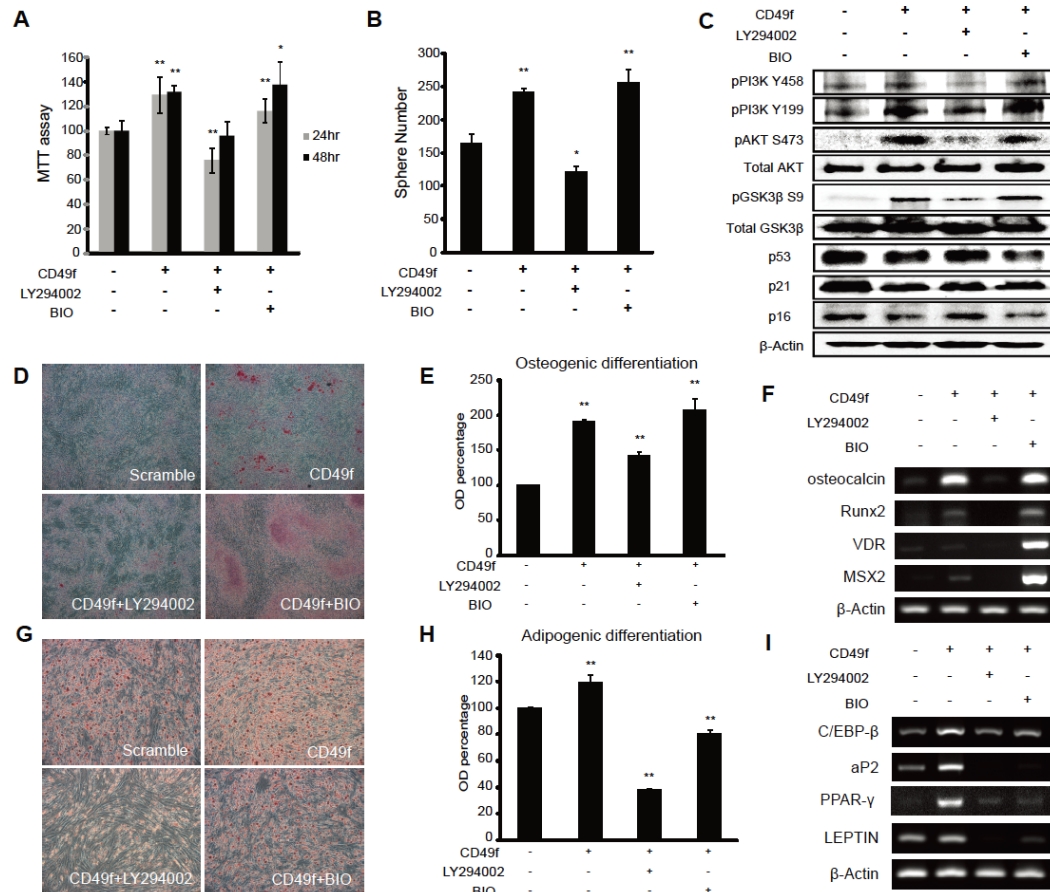 A
MTT assay
160
140
120
100
80
60
40
20
0
** **
**
** *
24hr
48hr
CD49f - + + +
LY294002 - - + -
BIO - - - +
B
Sphere Number
300
250
200
150
100
50
0
**
*
**
CD49f - + + +
LY294002 - - + -
BIO - - - +
C
CD49f - + + +
LY294002 - - + -
BIO - - - +
pPI3K Y458
pPI3K Y199
pAKT S473
Total AKT
pGSK3β S9
Total GSK3β
p53
p21
p16
β-Actin
D
Scramble
CD49f
CD49f+LY294002
CD49f+BIO
E
Osteogenic differentiation
OD percentage
250
200
150
100
50
0
**
**
**
CD49f - + + +
LY294002 - - + -
BIO - - - +
F
CD49f - + + +
LY294002 - - + -
BIO - - - +
osteocalcin
Runx2
VDR
MSX2
β-Actin
G
Scramble
CD49f
CD49f+LY294002
CD49f+BIO
H
Adipogenic differentiation
OD percentage
140
120
100
80
60
40
20
0
**
**
**
CD49f - + + +
LY294002 - - + -
BIO - - - +
I
CD49f - + + +
LY294002 - - + -
BIO - - - +
C/EBP-β
aP2
PPAR-γ
LEPTIN
β-Actin